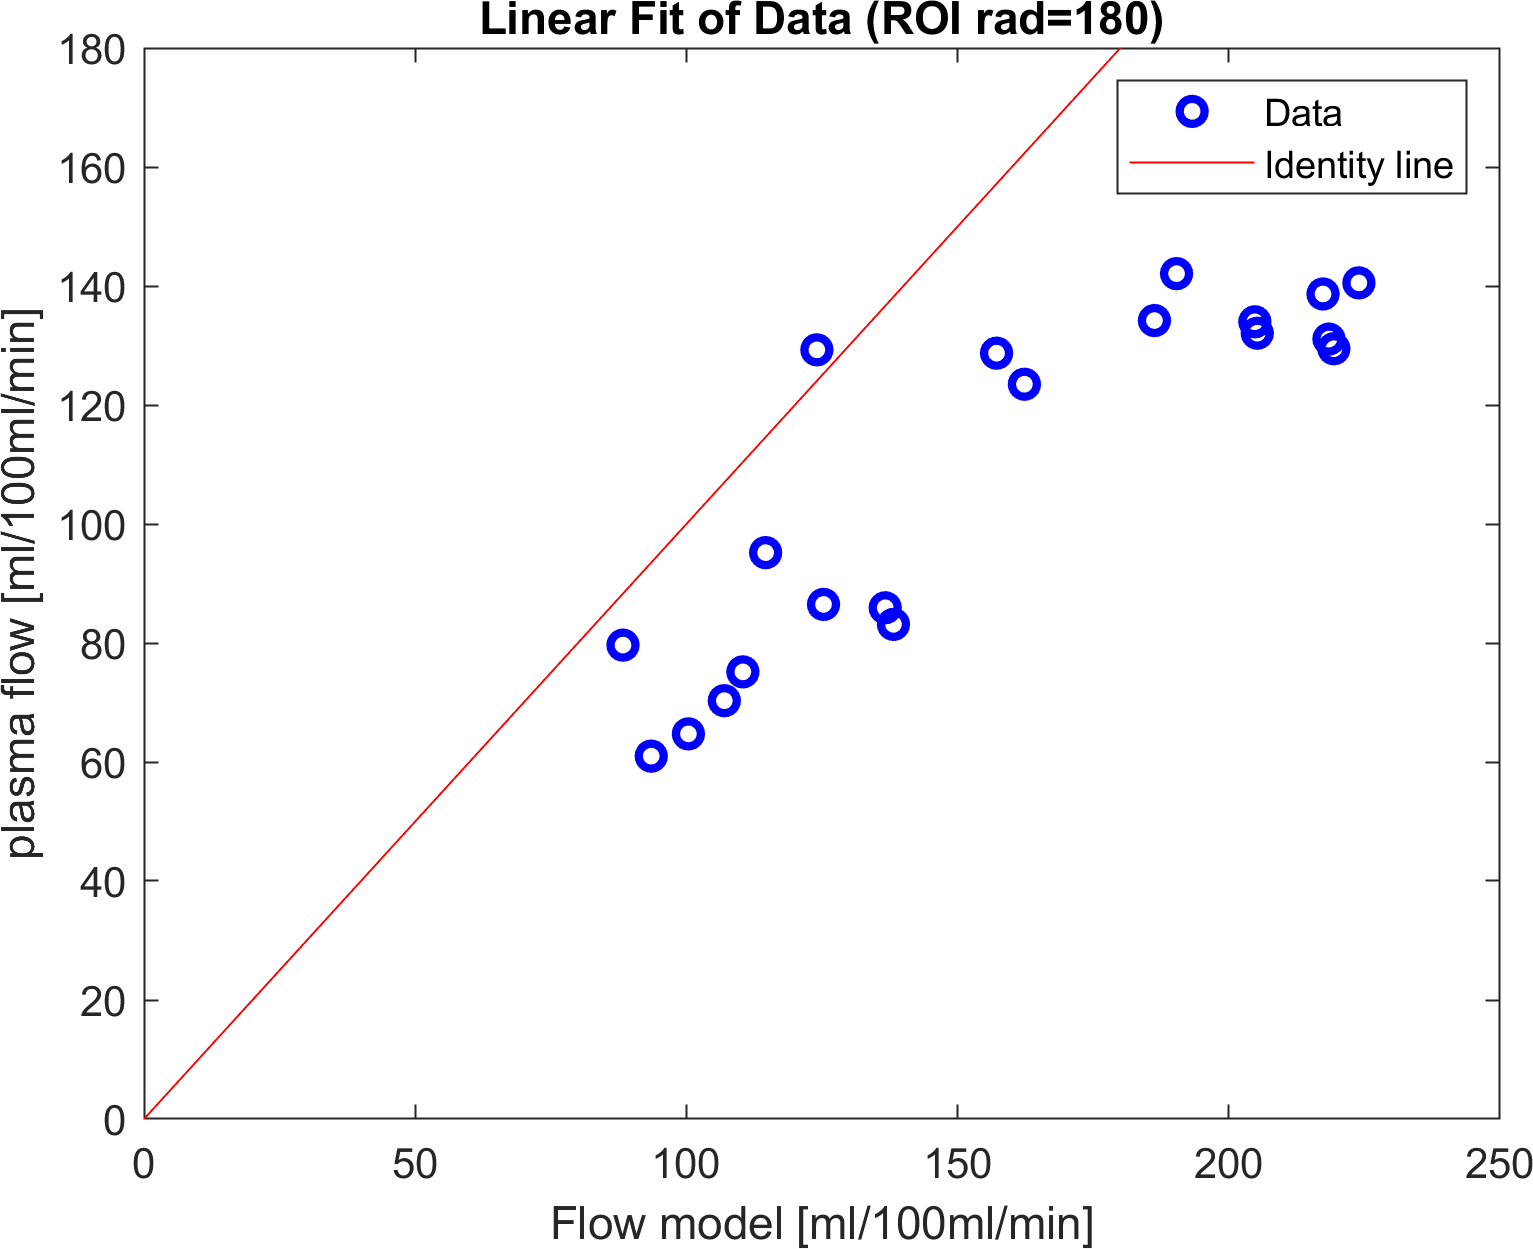 Linear Fit of Data (ROI rad=180)
180
160
140
120
100
80
60
40
20
0
plasma flow [ml/100ml/min]
Data
Identity line
0 50 100 150 200 250
Flow model [ml/100ml/min]